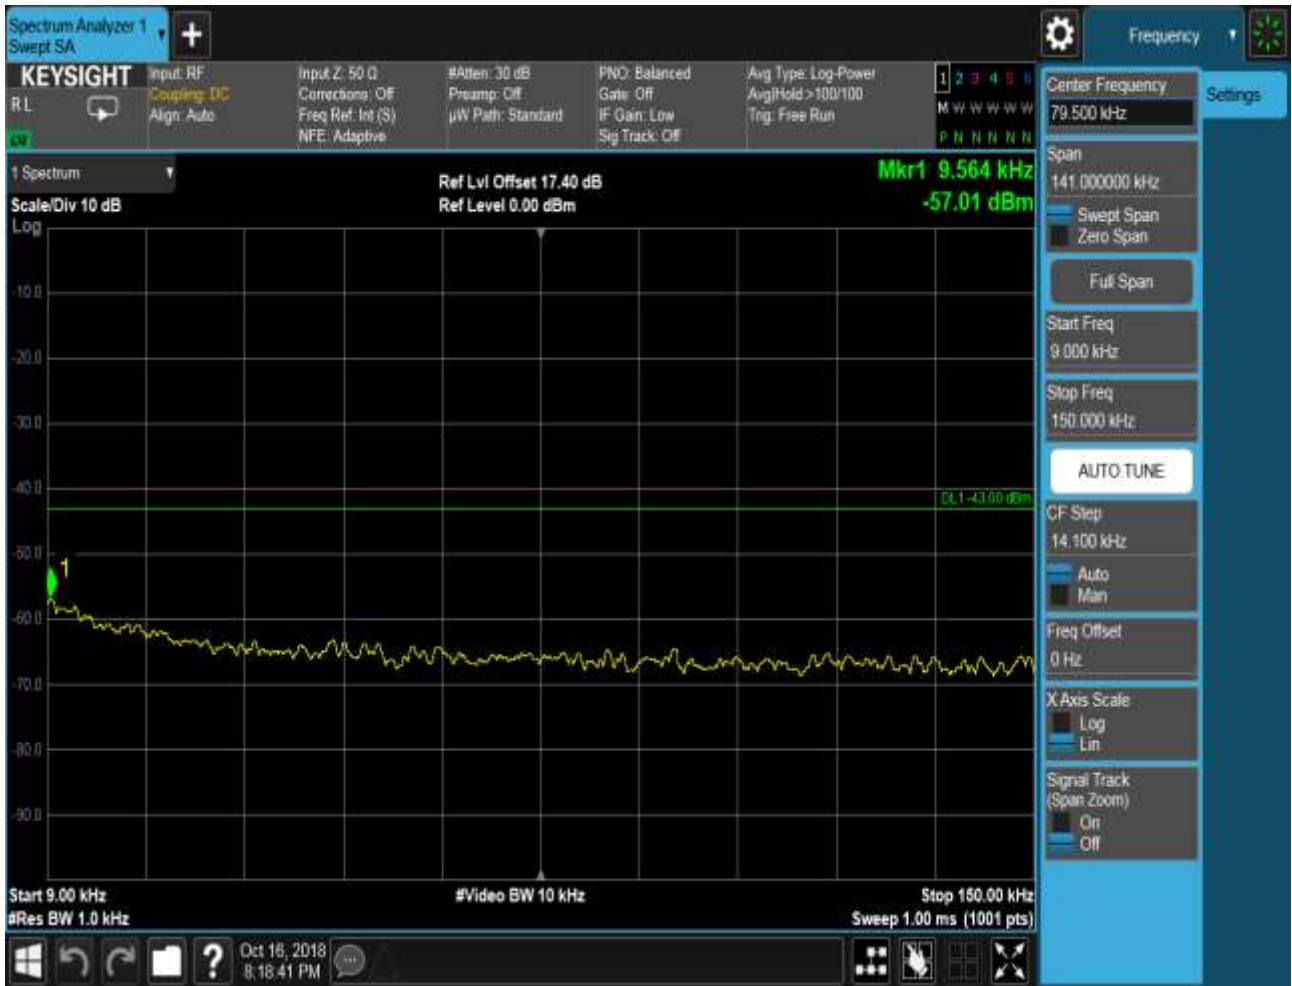 Spectrum Analyzer 1
Swept SA
+
Frequency
KEYSIGHT
RL
Input: RF
Coupling: DC
Align: Auto
Input Z: 50 Ω
Corrections: Off
Freq Ref: Int (S)
NFE: Adaptive
#Atten: 30 dB
Preamp: Off
µW Path: Standard
PNO: Balanced
Gate: Off
IF Gain: Low
Sig Track: Off
Avg Type: Log-Power
Avg|Hold:>100/100
Trig: Free Run
1 2 3 4 5 6
M W W W W W
P N N N N N
1 Spectrum
Scale/Div 10 dB
Log
Ref Lvl Offset 17.40 dB
Ref Level 0.00 dBm
Mkr1 9.564 kHz
-57.01 dBm
-10.0
-20.0
-30.0
-40.0
DL1 -43.00 dBm
-50.0
1
-60.0
-70.0
-80.0
-90.0
Start 9.00 kHz
#Video BW 10 kHz
Stop 150.00 kHz
#Res BW 1.0 kHz
Sweep 1.00 ms (1001 pts)
Center Frequency
79.500 kHz
Settings
Span
141.000000 kHz
Swept Span
Zero Span
Full Span
Start Freq
9.000 kHz
Stop Freq
150.000 kHz
AUTO TUNE
CF Step
14.100 kHz
Auto
Man
Freq Offset
0 Hz
X Axis Scale
Log
Lin
Signal Track
(Span Zoom)
On
Off
?
Oct 16, 2018
8:18:41 PM